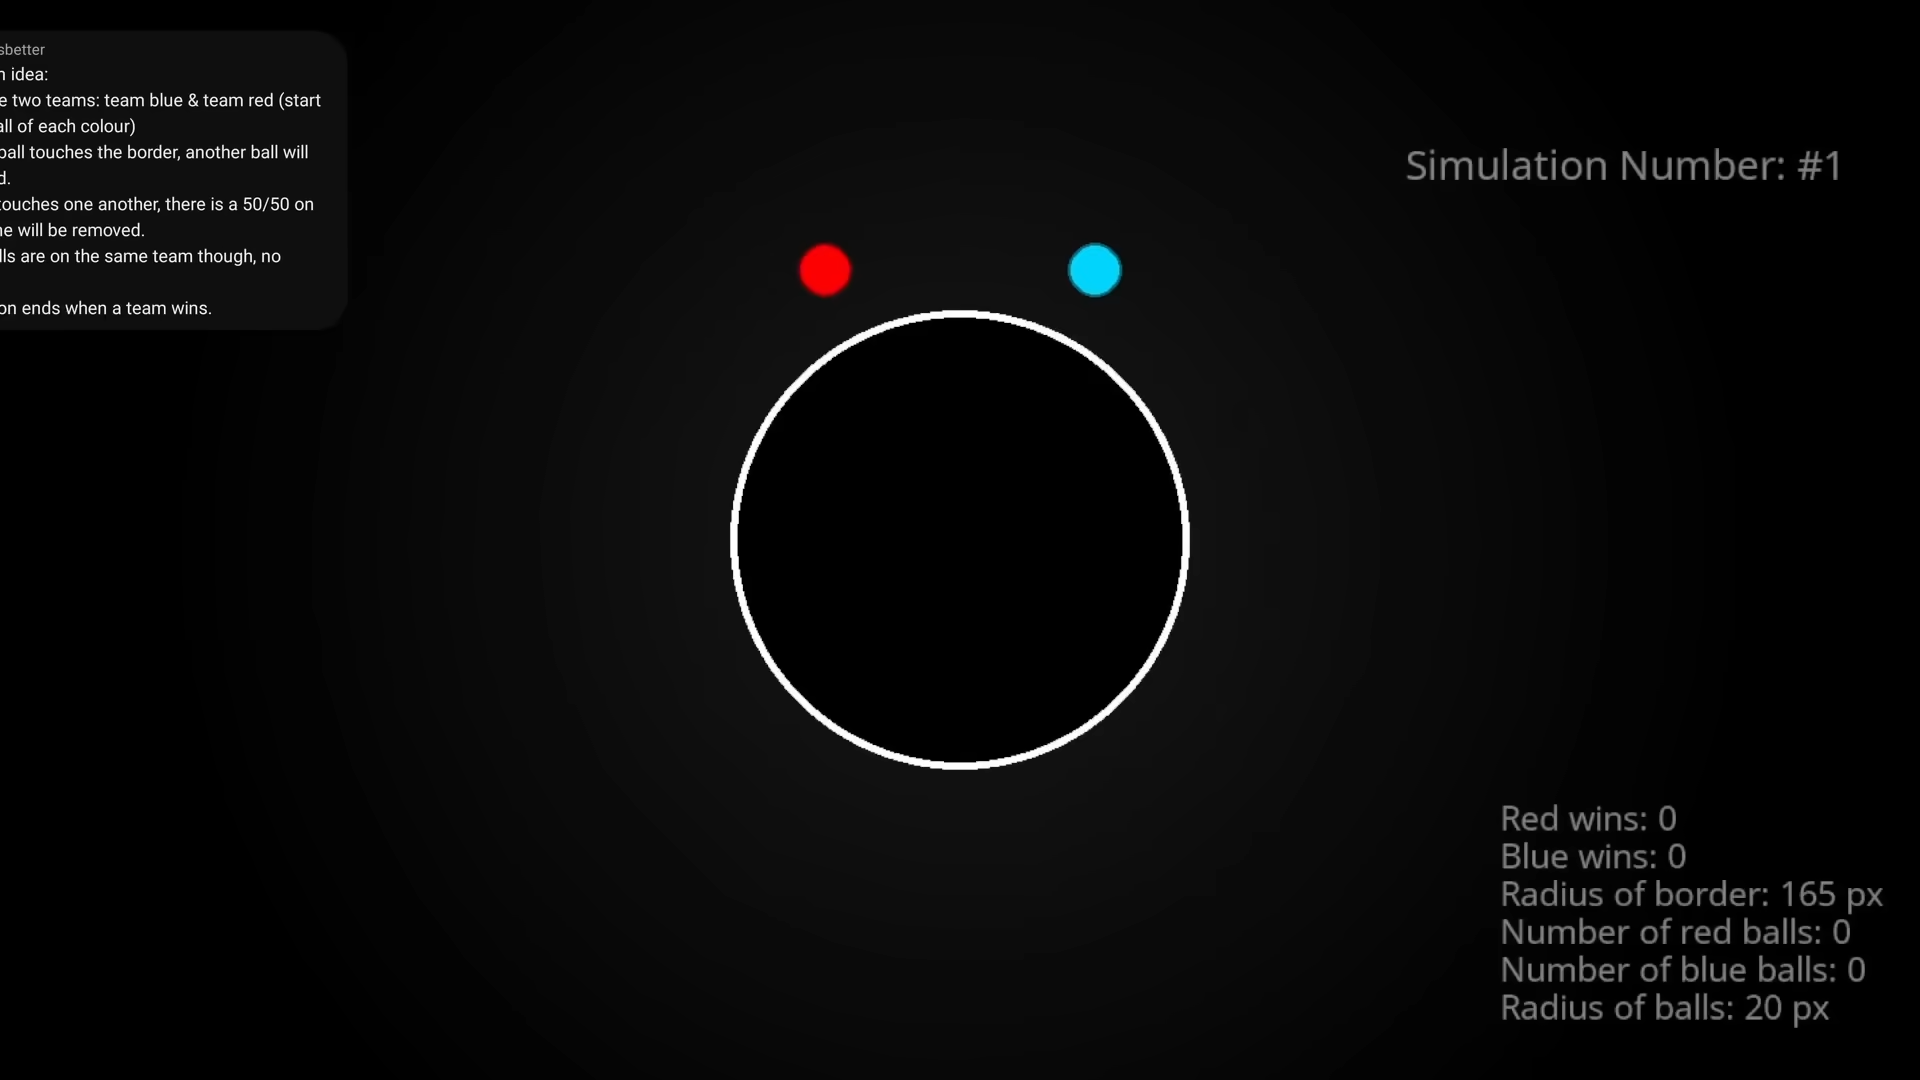 sbetter
n idea:
e two teams: team blue & team red (start
all of each colour)
ball touches the border, another ball will
d.
touches one another, there is a 50/50 on
ne will be removed.
lls are on the same team though, no
on ends when a team wins.
Simulation Number: #1
Red wins: 0
Blue wins: 0
Radius of border: 165 px
Number of red balls: 0
Number of blue balls: 0
Radius of balls: 20 px